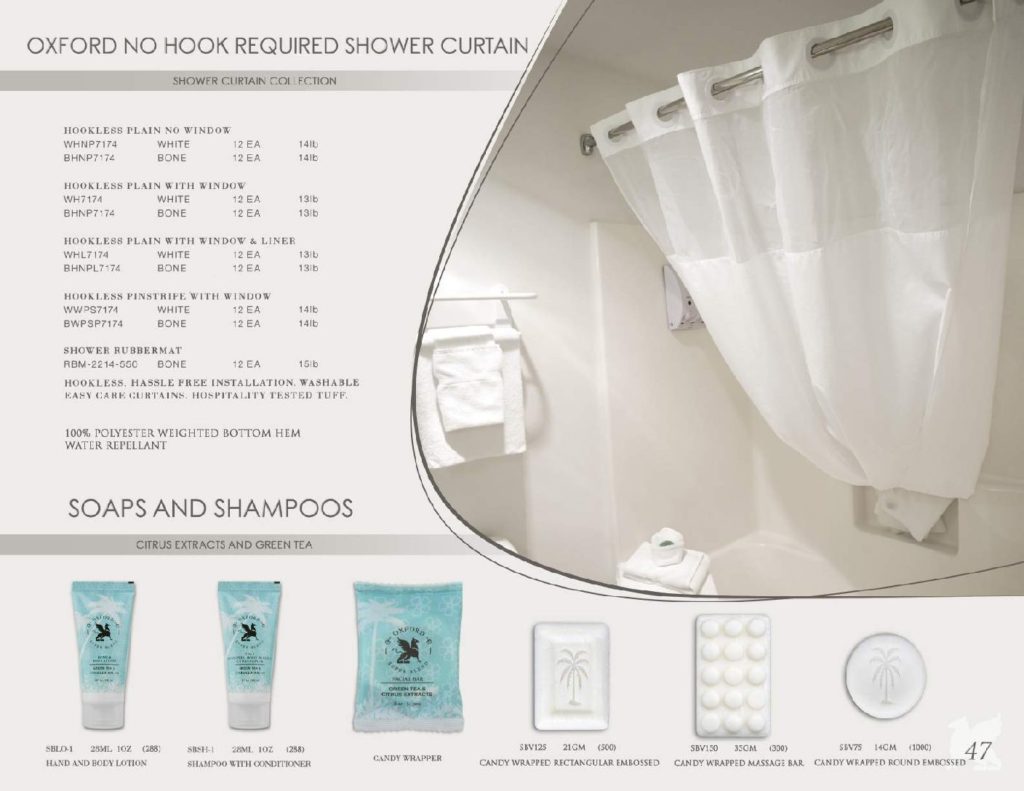 OXFORD NO HOOK REQUIRED SHOWER CURTAIN
SHOWER CURTAIN COLLECTION
HOOKLESS PLAIN NO WINDOW
WHNP7174 WHITE 12 EA 14lb
BHNP7174 BONE 12 EA 14lb
HOOKLESS PLAIN WITH WINDOW
WH7174 WHITE 12 EA 13lb
BHNP7174 BONE 12 EA 13lb
HOOKLESS PLAIN WITH WINDOW & LINER
WHL7174 WHITE 12 EA 13lb
BHNPL7174 BONE 12 EA 13lb
HOOKLESS PINSTRIPE WITH WINDOW
WWPS7174 WHITE 12 EA 14lb
BWPSP7174 BONE 12 EA 14lb
SHOWER RUBBERMAT
RBM-2214-550 BONE 12 EA 15lb
HOOKLESS. HASSLE FREE INSTALLATION. WASHABLE
EASY CARE CURTAINS. HOSPITALITY TESTED TUFF.
100% POLYESTER WEIGHTED BOTTOM HEM
WATER REPELLANT
SOAPS AND SHAMPOOS
CITRUS EXTRACTS AND GREEN TEA
OXFORD
OXFORD
OXFORD
FACIAL BAR
GREEN TEA &
CITRUS EXTRACTS
SBLO-1 28ML 1OZ (288)
HAND AND BODY LOTION
SBSH-1 28ML 1OZ (288)
SHAMPOO WITH CONDITIONER
CANDY WRAPPER
SBV125 21GM (500)
CANDY WRAPPED RECTANGULAR EMBOSSED
SBV150 35GM (300)
CANDY WRAPPED MASSAGE BAR
SBV75 14GM (1000)
CANDY WRAPPED ROUND EMBOSSED
47